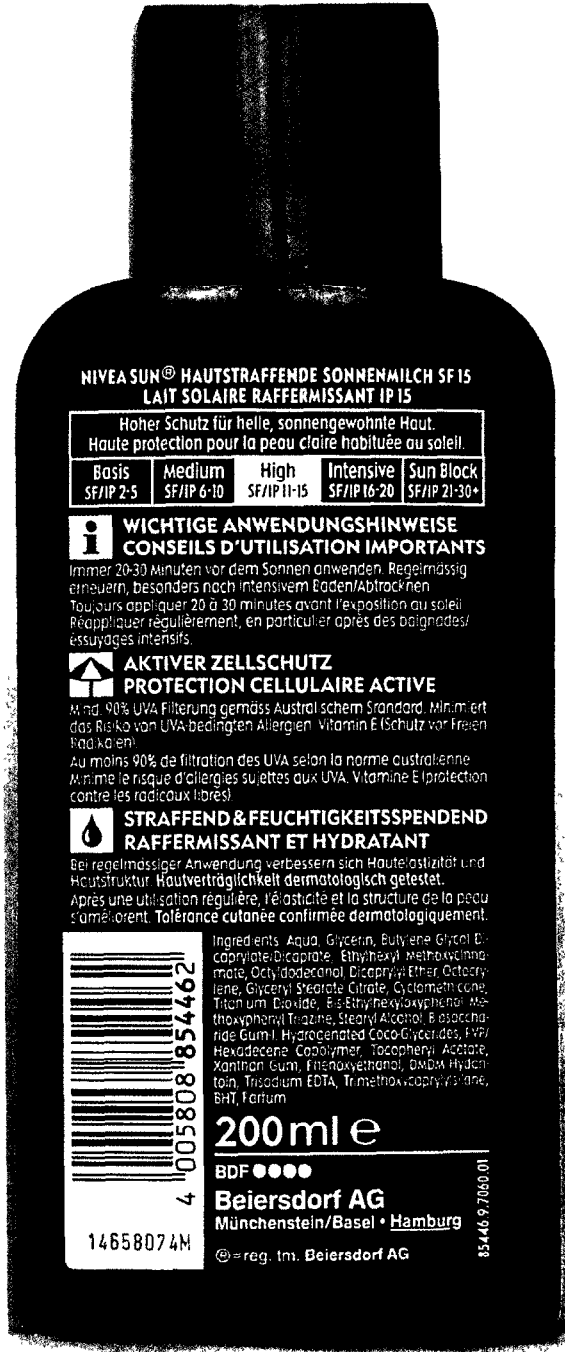 NIVEA SUN® HAUTSTRAFFENDE SONNENMILCH SF 15
LAIT SOLAIRE RAFFERMISSANT IP 15
Hoher Schutz für helle, sonnengewohnte Haut.
Haute protection pour la peau claire habituée au soleil.
Basis Medium High Intensive Sun Block
SF/IP 2-5 SF/IP 6-10 SF/IP 11-15 SF/IP 16-20 SF/IP 21-30+
i WICHTIGE ANWENDUNGSHINWEISE
CONSEILS D'UTILISATION IMPORTANTS
Immer 20-30 Minuten vor dem Sonnen anwenden. Regelmässig
erneuern, besonders nach intensivem Baden/Abtrocknen
Toujours appliquer 20 à 30 minutes avant l'exposition au soleil
Réappliquer régulièrement, en particulier après des baignades/
essuyages intensifs.
AKTIVER ZELLSCHUTZ
PROTECTION CELLULAIRE ACTIVE
Mind. 90% UVA Filterung gemäss Australischem Standard. Minimiert
das Risiko von UVA-bedingten Allergien. Vitamin E (Schutz vor Freien
Radikalen).
Au moins 90% de filtration des UVA selon la norme australienne
Minime le risque d'allergies sujettes aux UVA. Vitamine E (protection
contre les radicaux libres).
STRAFFEND & FEUCHTIGKEITSSPENDEND
RAFFERMISSANT ET HYDRATANT
Bei regelmässiger Anwendung verbessern sich Hautelastizität und
Hautstruktur. Hautverträglichkeit dermatologisch getestet.
Après une utilisation régulière, l'élasticité et la structure de la peau
s'améliorent. Tolérance cutanée confirmée dermatologiquement.
Ingredients: Aqua, Glycerin, Butylene Glycol Di-
caprylate/Dicaprate, Ethylhexyl Methoxycinna-
mate, Octyldodecanol, Dicaprylyl Ether, Octocry-
lene, Glyceryl Stearate Citrate, Cyclomethicone,
Titanium Dioxide, Bis-Ethylhexyloxyphenol Me-
thoxyphenyl Triazine, Stearyl Alcohol, Biosaccha-
ride Gum-1, Hydrogenated Coco-Glycerides, PVP/
Hexadecene Copolymer, Tocopheryl Acetate,
Xanthan Gum, Phenoxyethanol, DMDM Hydan-
toin, Trisodium EDTA, Trimethoxycaprylylsilane,
BHT, Parfum
4 005808 854462
14658074M
200 ml ℮
BDF ●●●●
Beiersdorf AG
Münchenstein/Basel • Hamburg
®=reg. tm. Beiersdorf AG
85446.9.7060.01